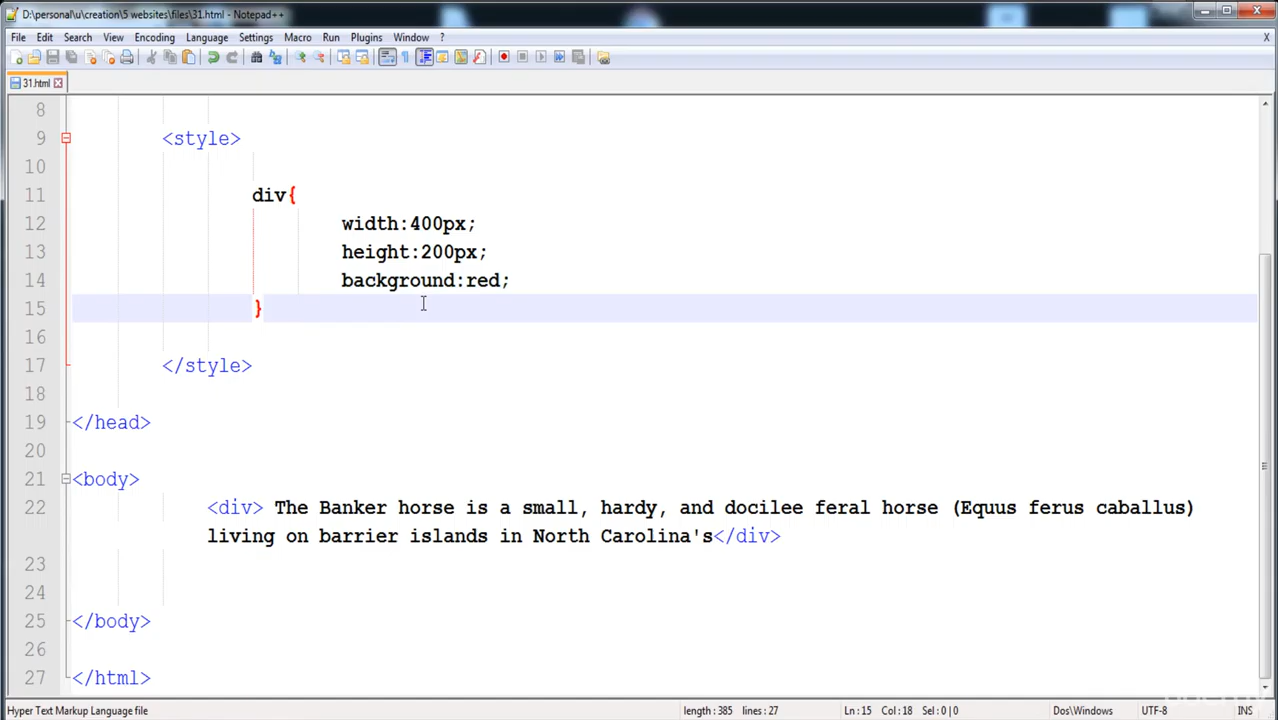 D:\personal\u\creation\5 websites\files\31.html - Notepad++
File Edit Search View Encoding Language Settings Macro Run Plugins Window ? X
31.html
8
9 <style>
10
11 div{
12 width:400px;
13 height:200px;
14 background:red;
15 }
16
17 </style>
18
19 </head>
20
21 <body>
22 <div> The Banker horse is a small, hardy, and docilee feral horse (Equus ferus caballus)
living on barrier islands in North Carolina's</div>
23
24
25 </body>
26
27 </html>
Hyper Text Markup Language file length : 385 lines : 27 Ln : 15 Col : 18 Sel : 0 | 0 Dos\Windows UTF-8 INS